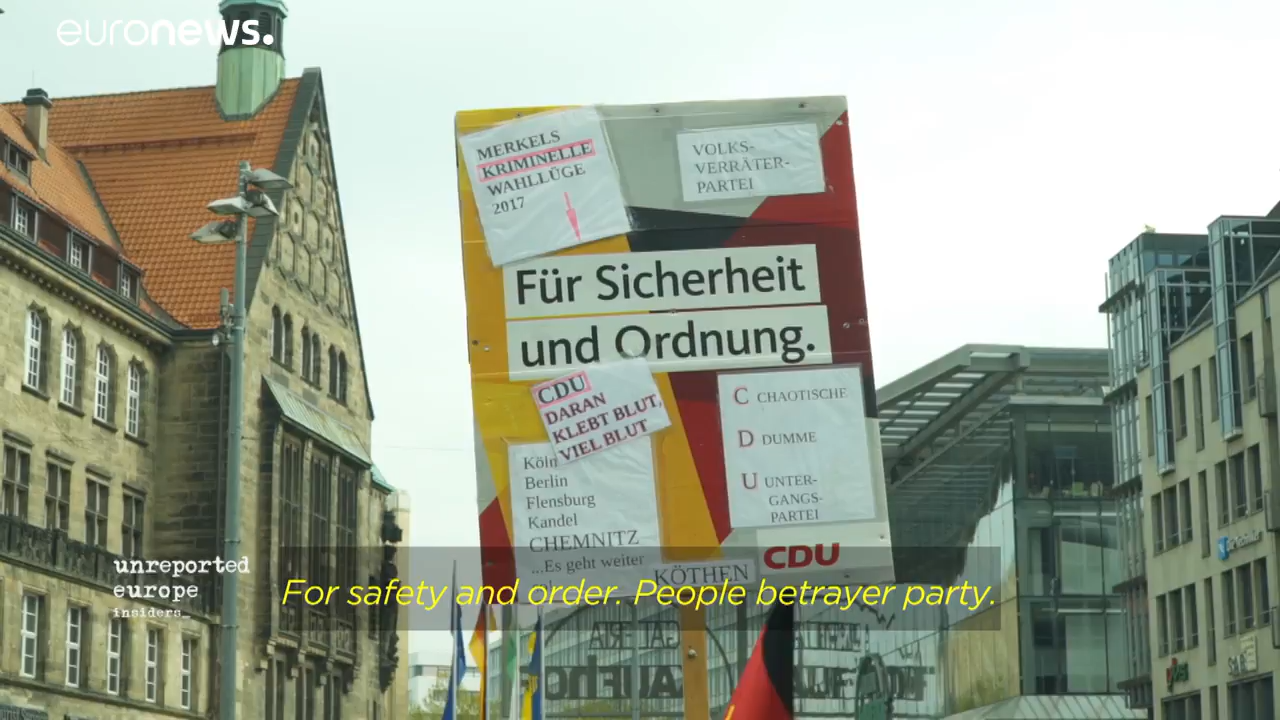 euronews.
MERKELS
KRIMINELLE
WAHLLÜGE
2017
VOLKS-
VERRÄTER-
PARTEI
Für Sicherheit
und Ordnung.
CDU
DARAN
KLEBT BLUT,
VIEL BLUT
C CHAOTISCHE
D DUMME
U UNTER-
GANGS-
PARTEI
Köln
Berlin
Flensburg
Kandel
CHEMNITZ
...Es geht weiter
KÖTHEN
CDU
unreported
europe
insiders_
For safety and order. People betrayer party.
GALERIA